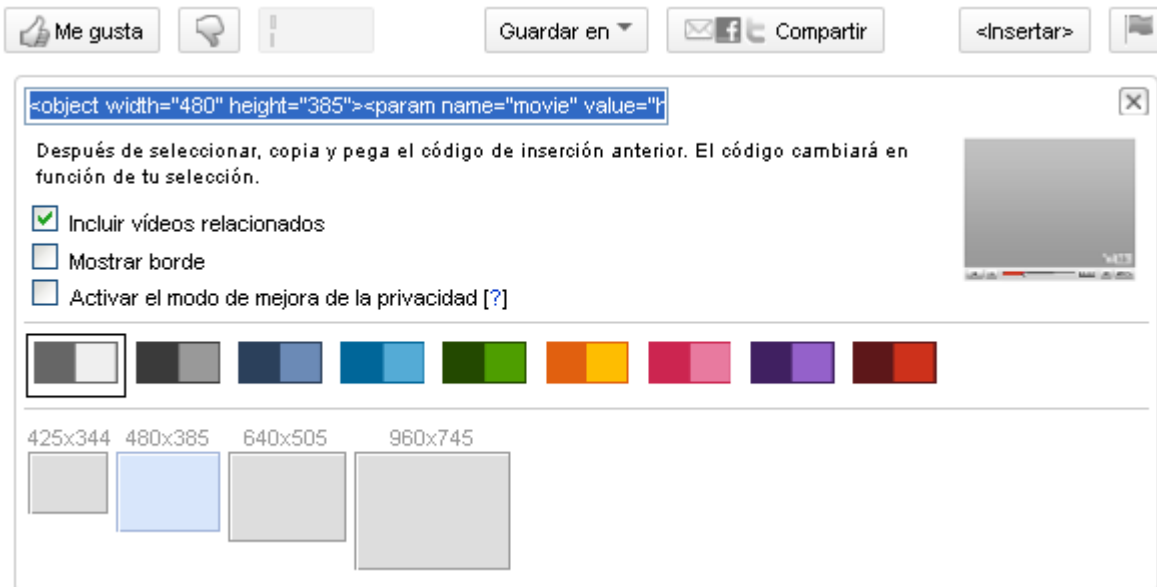 Me gusta
Guardar en
Compartir
<Insertar>
<object width="480" height="385"><param name="movie" value="h
Después de seleccionar, copia y pega el código de inserción anterior. El código cambiará en
función de tu selección.
Incluir vídeos relacionados
Mostrar borde
Activar el modo de mejora de la privacidad [?]
425x344 480x385 640x505 960x745